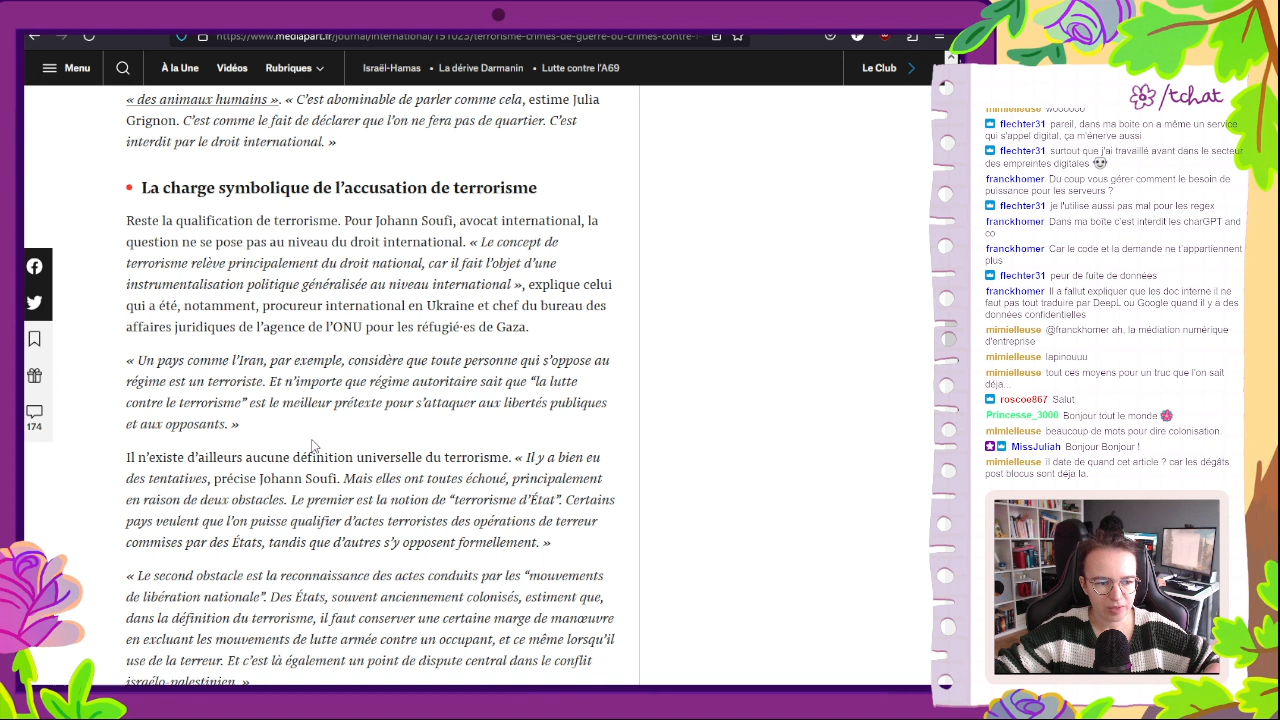 https://www.mediapart.fr/journal/international/151023/terrorisme-crimes-de-guerre-ou-crimes-contre-l
Menu
À la Une
Vidéos
Rubriques
Israël-Hamas
• La dérive Darmanin
• Lutte contre l'A69
Le Club
« des animaux humains ». « C'est abominable de parler comme cela, estime Julia
Grignon. C'est comme le fait de déclarer que l'on ne fera pas de quartier. C'est
interdit par le droit international. »
• La charge symbolique de l'accusation de terrorisme
Reste la qualification de terrorisme. Pour Johann Soufi, avocat international, la
question ne se pose pas au niveau du droit international. « Le concept de
terrorisme relève principalement du droit national, car il fait l'objet d'une
instrumentalisation politique généralisée au niveau international », explique celui
qui a été, notamment, procureur international en Ukraine et chef du bureau des
affaires juridiques de l'agence de l'ONU pour les réfugié·es de Gaza.
« Un pays comme l'Iran, par exemple, considère que toute personne qui s'oppose au
régime est un terroriste. Et n'importe que régime autoritaire sait que “la lutte
contre le terrorisme” est le meilleur prétexte pour s'attaquer aux libertés publiques
et aux opposants. »
Il n'existe d'ailleurs aucune définition universelle du terrorisme. « Il y a bien eu
des tentatives, précise Johann Soufi. Mais elles ont toutes échoué, principalement
en raison de deux obstacles. Le premier est la notion de “terrorisme d'État”. Certains
pays veulent que l'on puisse qualifier d'actes terroristes des opérations de terreur
commises par des États, tandis que d'autres s'y opposent formellement. »
« Le second obstacle est la reconnaissance des actes conduits par les “mouvements
de libération nationale”. Des États, souvent anciennement colonisés, estiment que,
dans la définition du terrorisme, il faut conserver une certaine marge de manœuvre
en excluant les mouvements de lutte armée contre un occupant, et ce même lorsqu'il
use de la terreur. Et c'est là également un point de dispute central dans le conflit
israélo-palestinien. »
174
/tchat
mimielleuse woooooo
flechter31 pareil, dans ma boite on a même un service
qui s'appel digital, ça m'énerve aussi
flechter31 surtout que j'ai travaillé avant dans le secteur
des empreintes digitales
franckhomer Du coup vous gérer comment le besoin de
puissance pour les serveurs ?
flechter31 je l'utilise aussi pas mal pour les regex
franckhomer Dans ma boîte c'est interdit les charGPT and
co
franckhomer Car le code et la demande ne t'appartiennent
plus
flechter31 peur de fuite de données
franckhomer Il a fallut expliquer que les doc interne il ne
faut pas tout traduire par DeepL ou Google quand il y a des
données confidentielles
mimielleuse @franckhomer ah, la médiation numérique
d'entreprise
mimielleuse lapinouuu
mimielleuse tout ces moyens pour un truc que l'on sait
déja...
roscoe867 Salut
Princesse_3000 Bonjour tout le monde
mimielleuse beaucoup de mots pour dire colonisation.
MissJuliah Bonjour Bonjour !
mimielleuse il date de quand cet article ? car les dégâts
post blocus sont déja la.